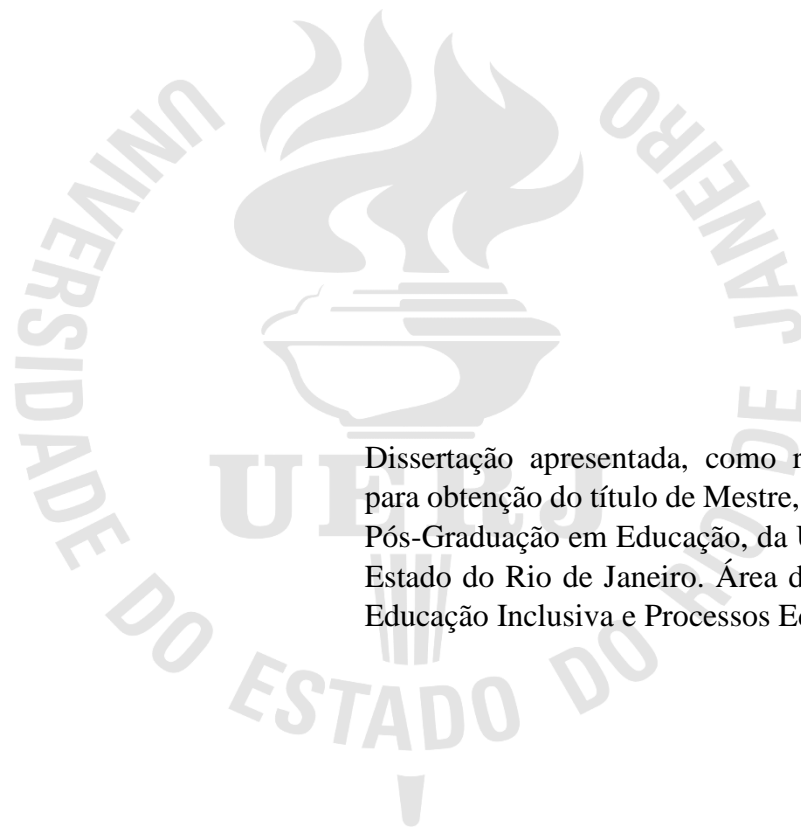 UNIVERSIDADE DO ESTADO DO RIO DE JANEIRO
UERJ
Dissertação apresentada, como
para obtenção do título de Mestre,
Pós-Graduação em Educação, da
Estado do Rio de Janeiro. Área
Educação Inclusiva e Processos